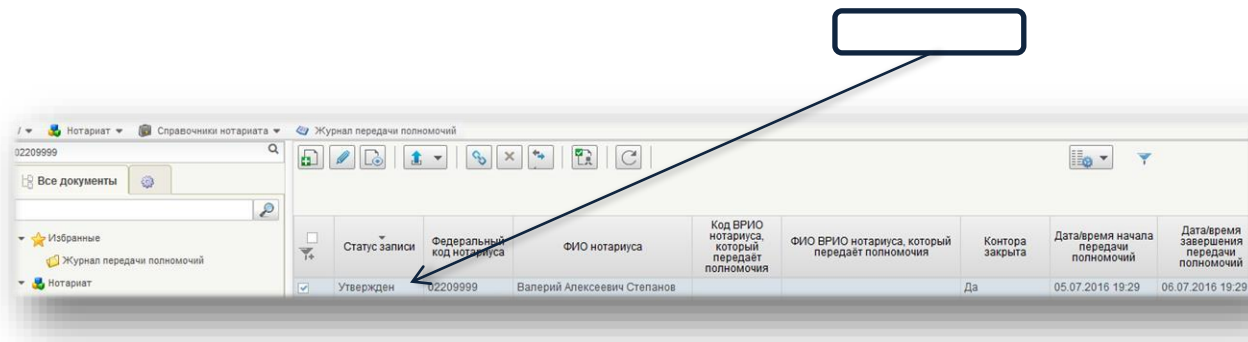 / Нотариат Справочники нотариата Журнал передачи полномочий
02209999
Все документы
Избранные
Журнал передачи полномочий
Нотариат
Статус записи
Федеральный
код нотариуса
ФИО нотариуса
Код ВРИО
нотариуса,
который
передаёт
полномочия
ФИО ВРИО нотариуса, который
передаёт полномочия
Контора
закрыта
Дата/время начала
передачи
полномочий
Дата/время
завершения
передачи
полномочий
Утвержден 02209999 Валерий Алексеевич Степанов Да 05.07.2016 19:29 06.07.2016 19:29